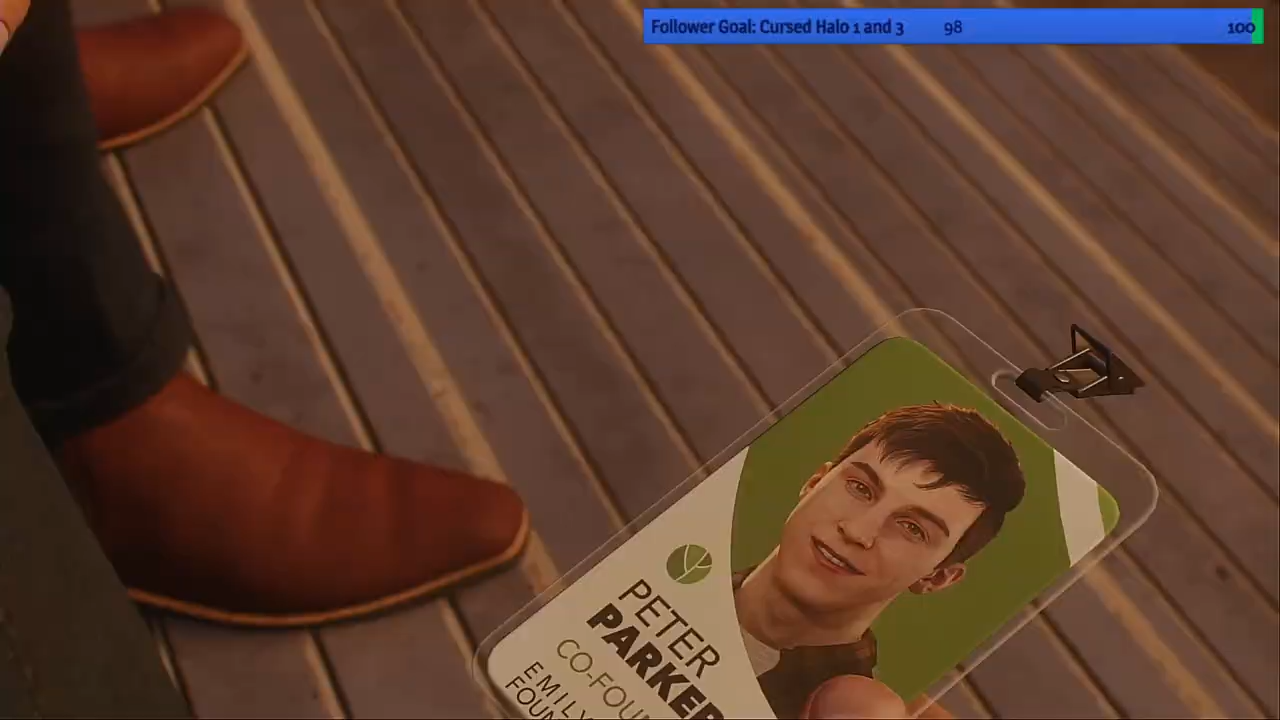 Follower Goal: Cursed Halo 1 and 3 98 100
PETER
PARKER
CO-FOU
EMILY
FOUN